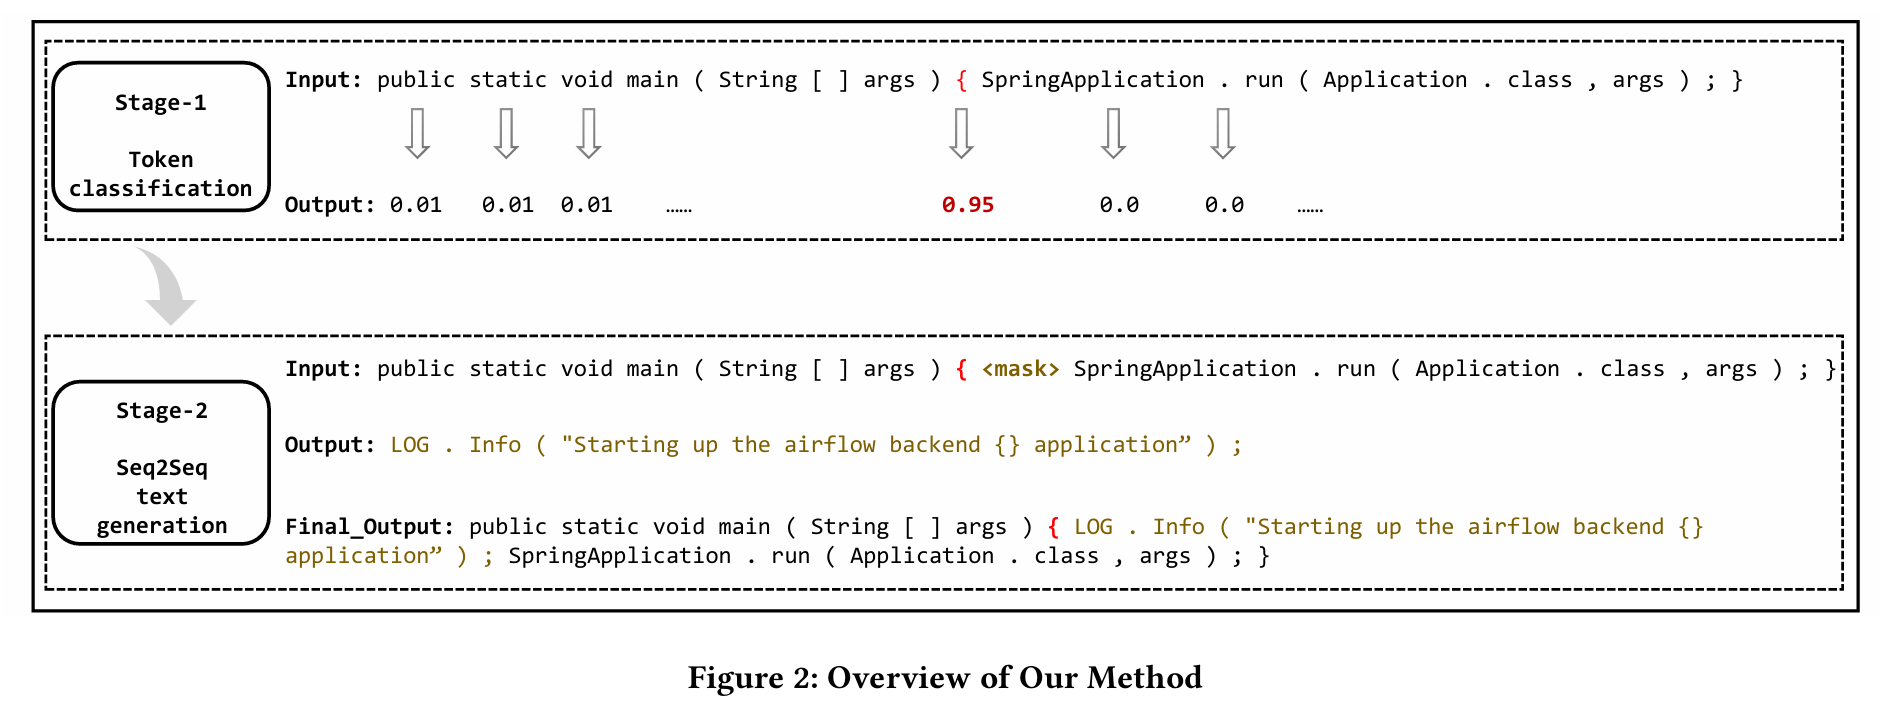 Stage-1
Token
classification
Input: public static void main ( String [ ] args ) { SpringApplication . run ( Application . class , args ) ; }
Output: 0.01 0.01 0.01 …… 0.95 0.0 0.0 ……
Stage-2
Seq2Seq
text
generation
Input: public static void main ( String [ ] args ) { <mask> SpringApplication . run ( Application . class , args ) ; }
Output: LOG . Info ( "Starting up the airflow backend {} application” ) ;
Final_Output: public static void main ( String [ ] args ) { LOG . Info ( "Starting up the airflow backend {}
application” ) ; SpringApplication . run ( Application . class , args ) ; }
Figure 2: Overview of Our Method